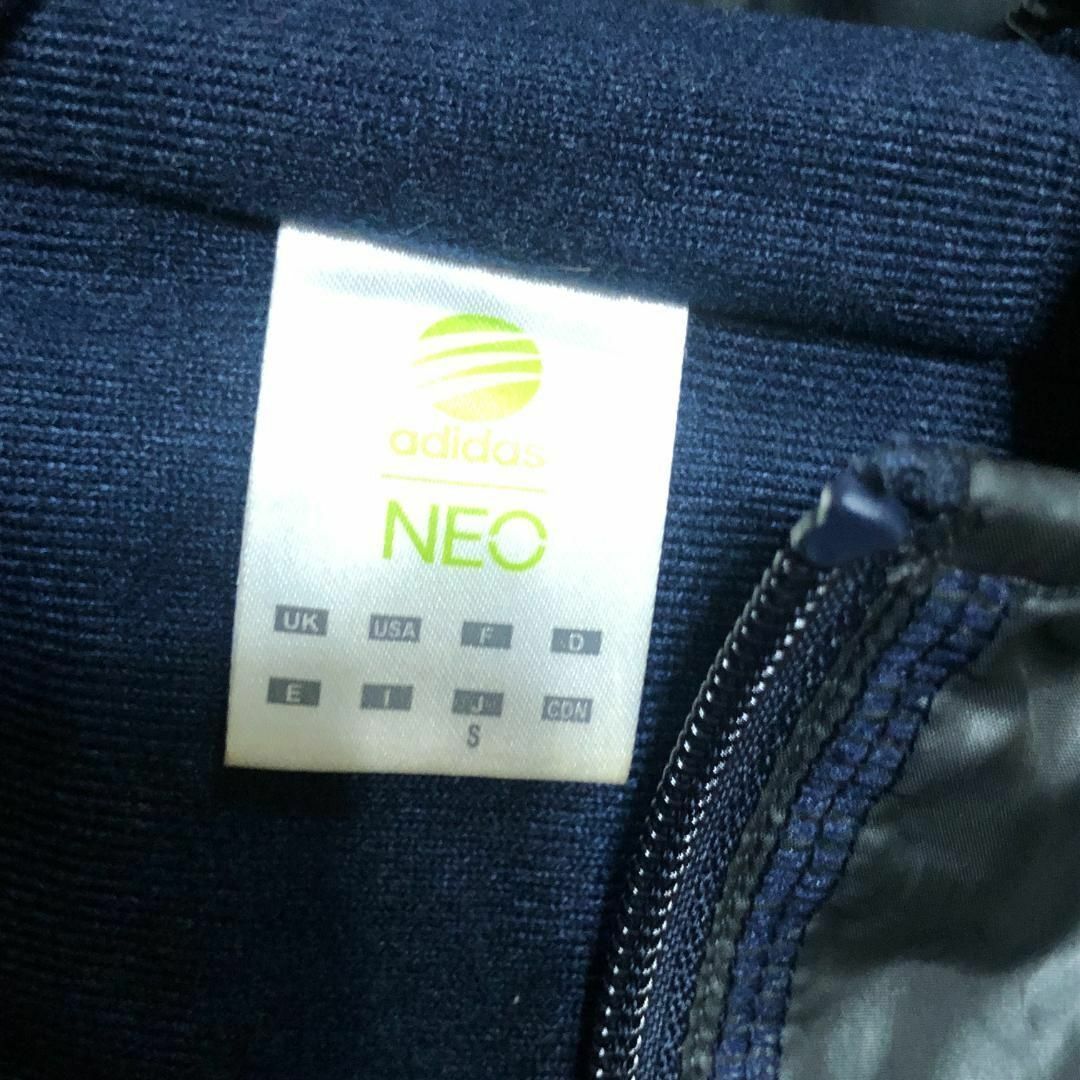 adidas
NEO
UK USA F D
E I J CDN
S